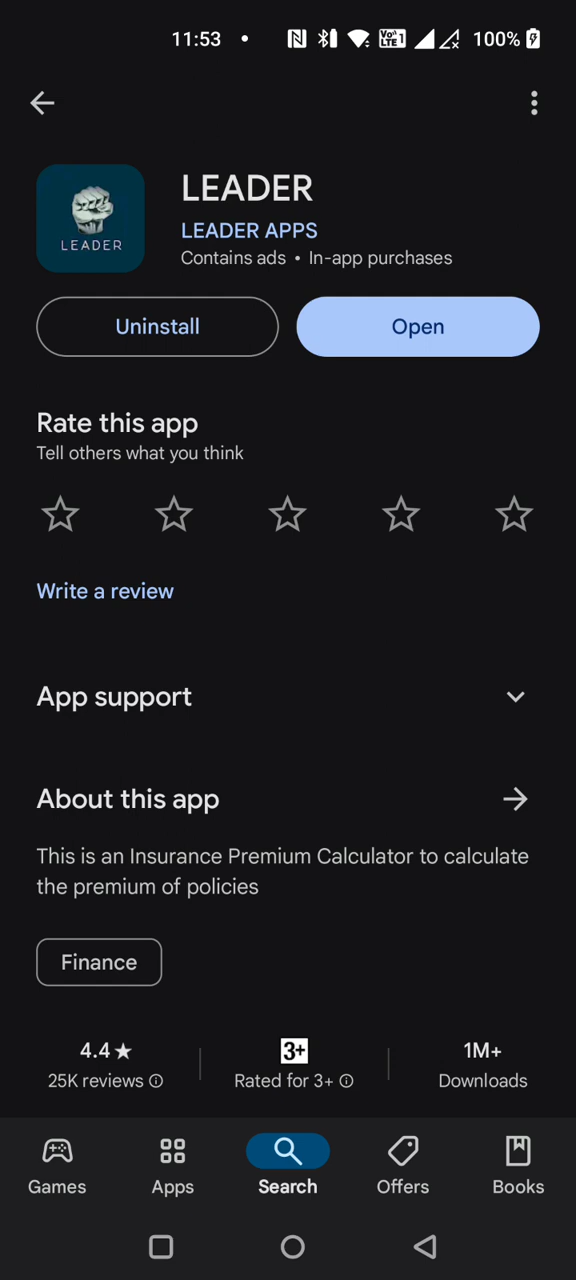 11:53
Vo
LTE 1
100%
LEADER
LEADER
LEADER APPS
Contains ads • In-app purchases
Uninstall
Open
Rate this app
Tell others what you think
Write a review
App support
About this app
This is an Insurance Premium Calculator to calculate
the premium of policies
Finance
4.4★
25K reviews
3+
Rated for 3+
1M+
Downloads
Games
Apps
Search
Offers
Books